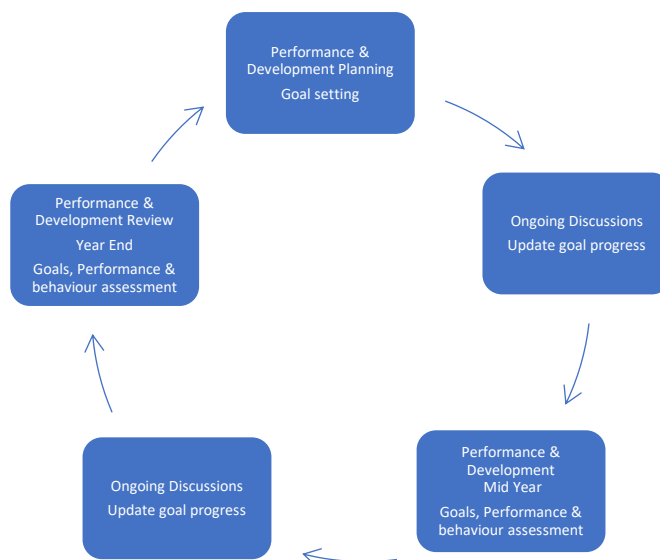 Performance &
Development Planning
Goal setting
Ongoing Discussions
Update goal progress
Performance &
Development
Mid Year
Goals, Performance &
behaviour assessment
Ongoing Discussions
Update goal progress
Performance &
Development Review
Year End
Goals, Performance &
behaviour assessment